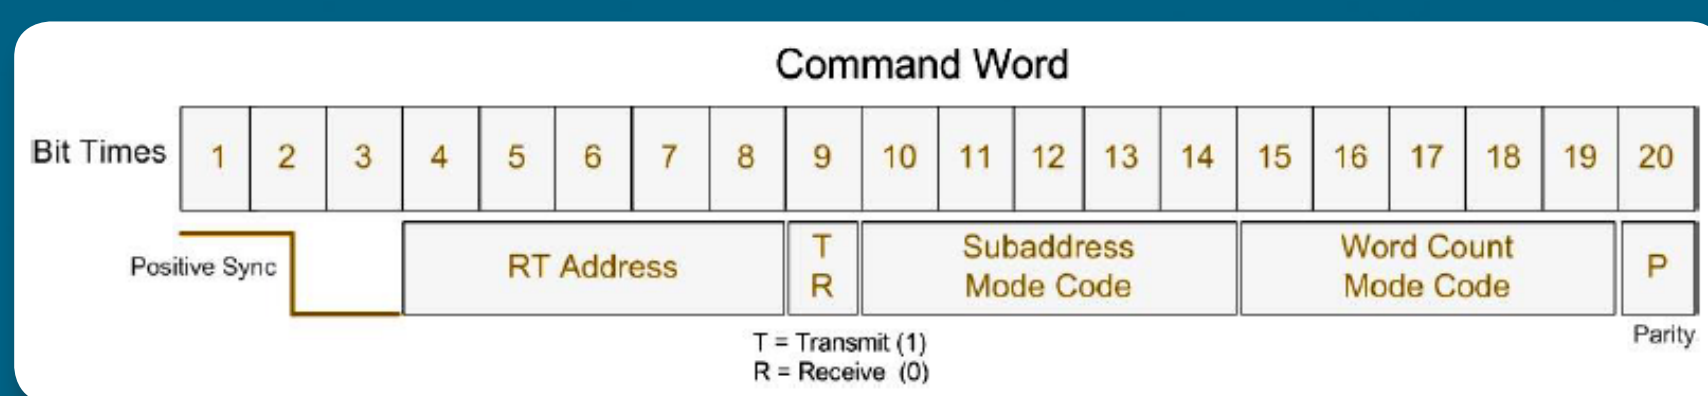 Command Word
Bit Times 1 2 3 4 5 6 7 8 9 10 11 12 13 14 15 16 17 18 19 20
Positive Sync
RT Address
T
R
Subaddress
Mode Code
Word Count
Mode Code
P
T = Transmit (1)
R = Receive (0)
Parity